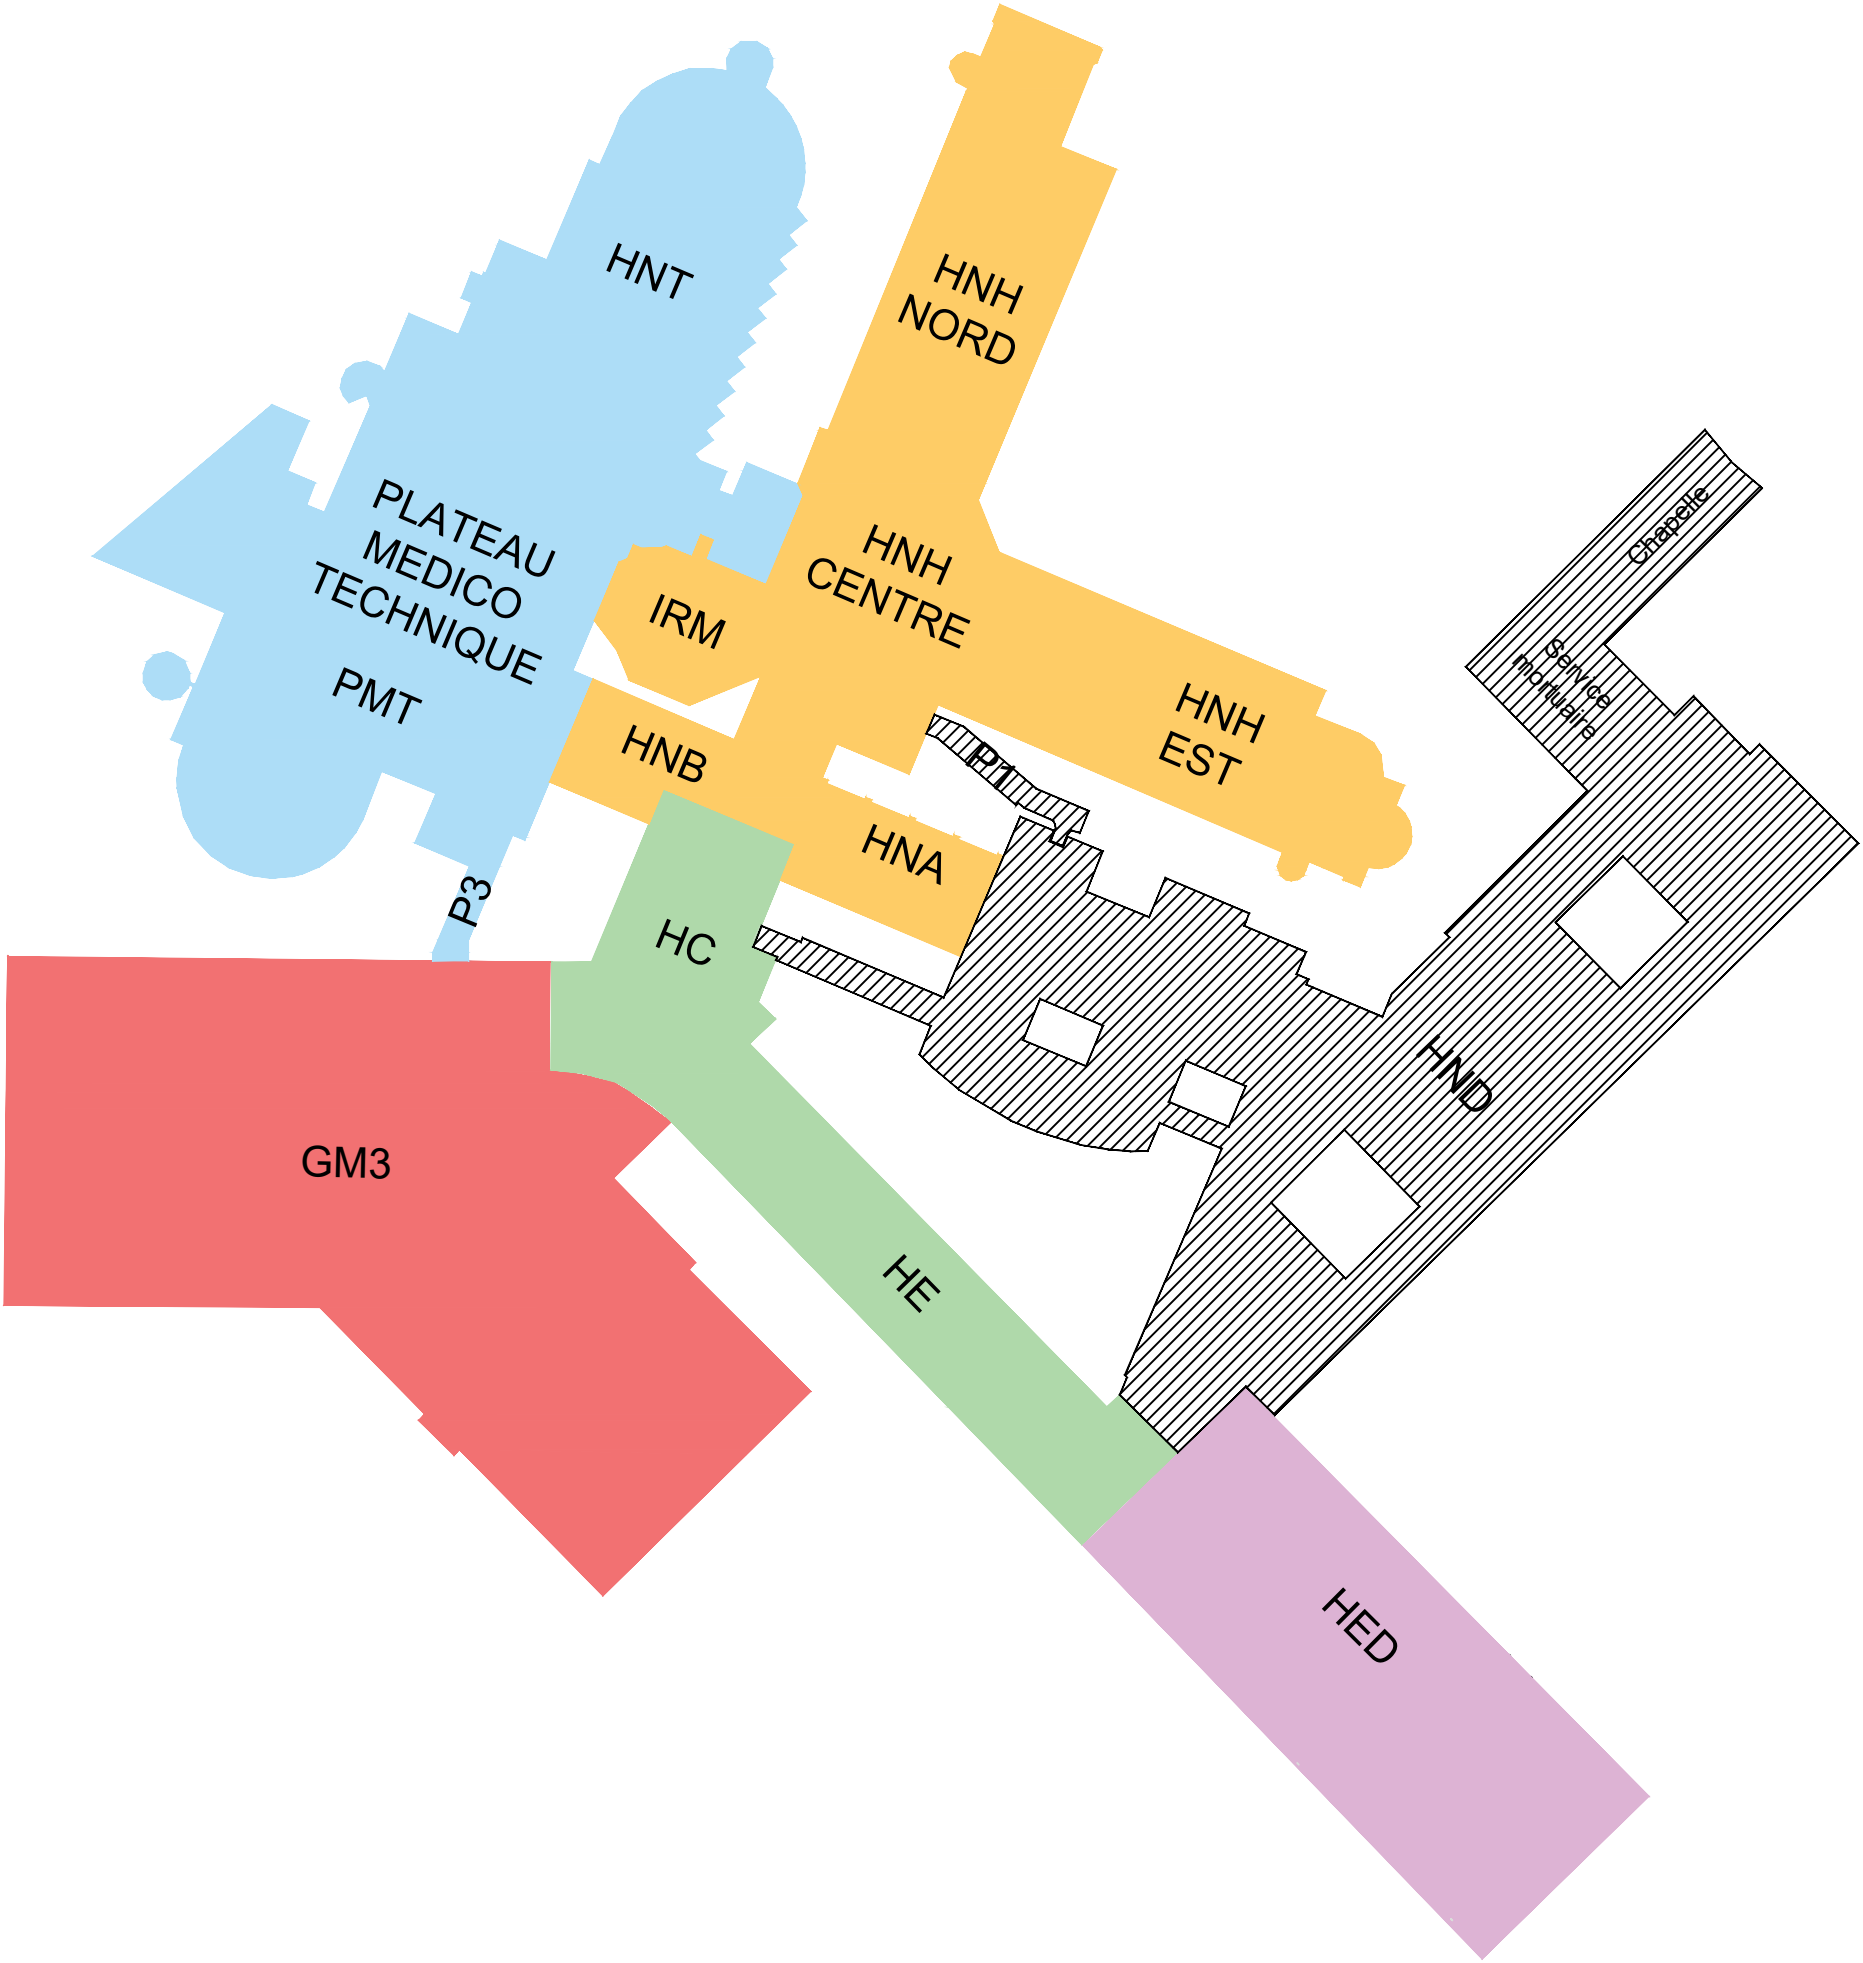 HNT
HNH
NORD
PLATEAU
MEDICO
TECHNIQUE
PMT
HNH
CENTRE
IRM
Chapelle
Service
mortuaire
HNH
EST
HNB
P1
HNA
P3
HC
HND
GM3
HE
HED